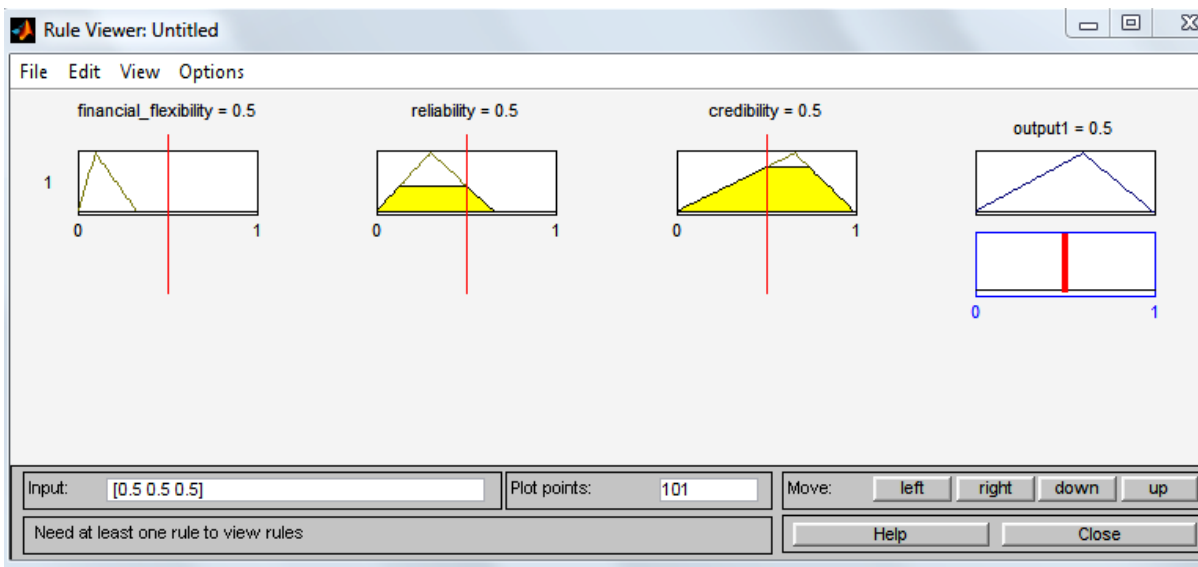 Rule Viewer: Untitled
File Edit View Options
financial_flexibility = 0.5 reliability = 0.5 credibility = 0.5 output1 = 0.5
1
0 1 0 1 0 1
0 1
Input: [0.5 0.5 0.5] Plot points: 101 Move: left right down up
Need at least one rule to view rules Help Close